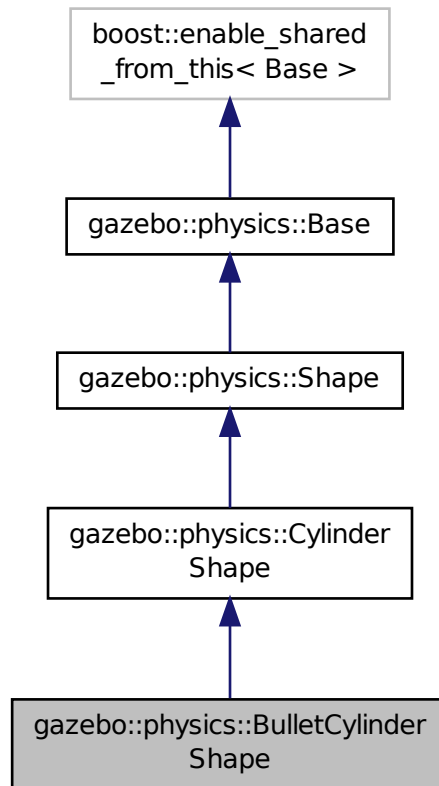 boost::enable_shared
_from_this< Base >
gazebo::physics::Base
gazebo::physics::Shape
gazebo::physics::Cylinder
Shape
gazebo::physics::BulletCylinder
Shape